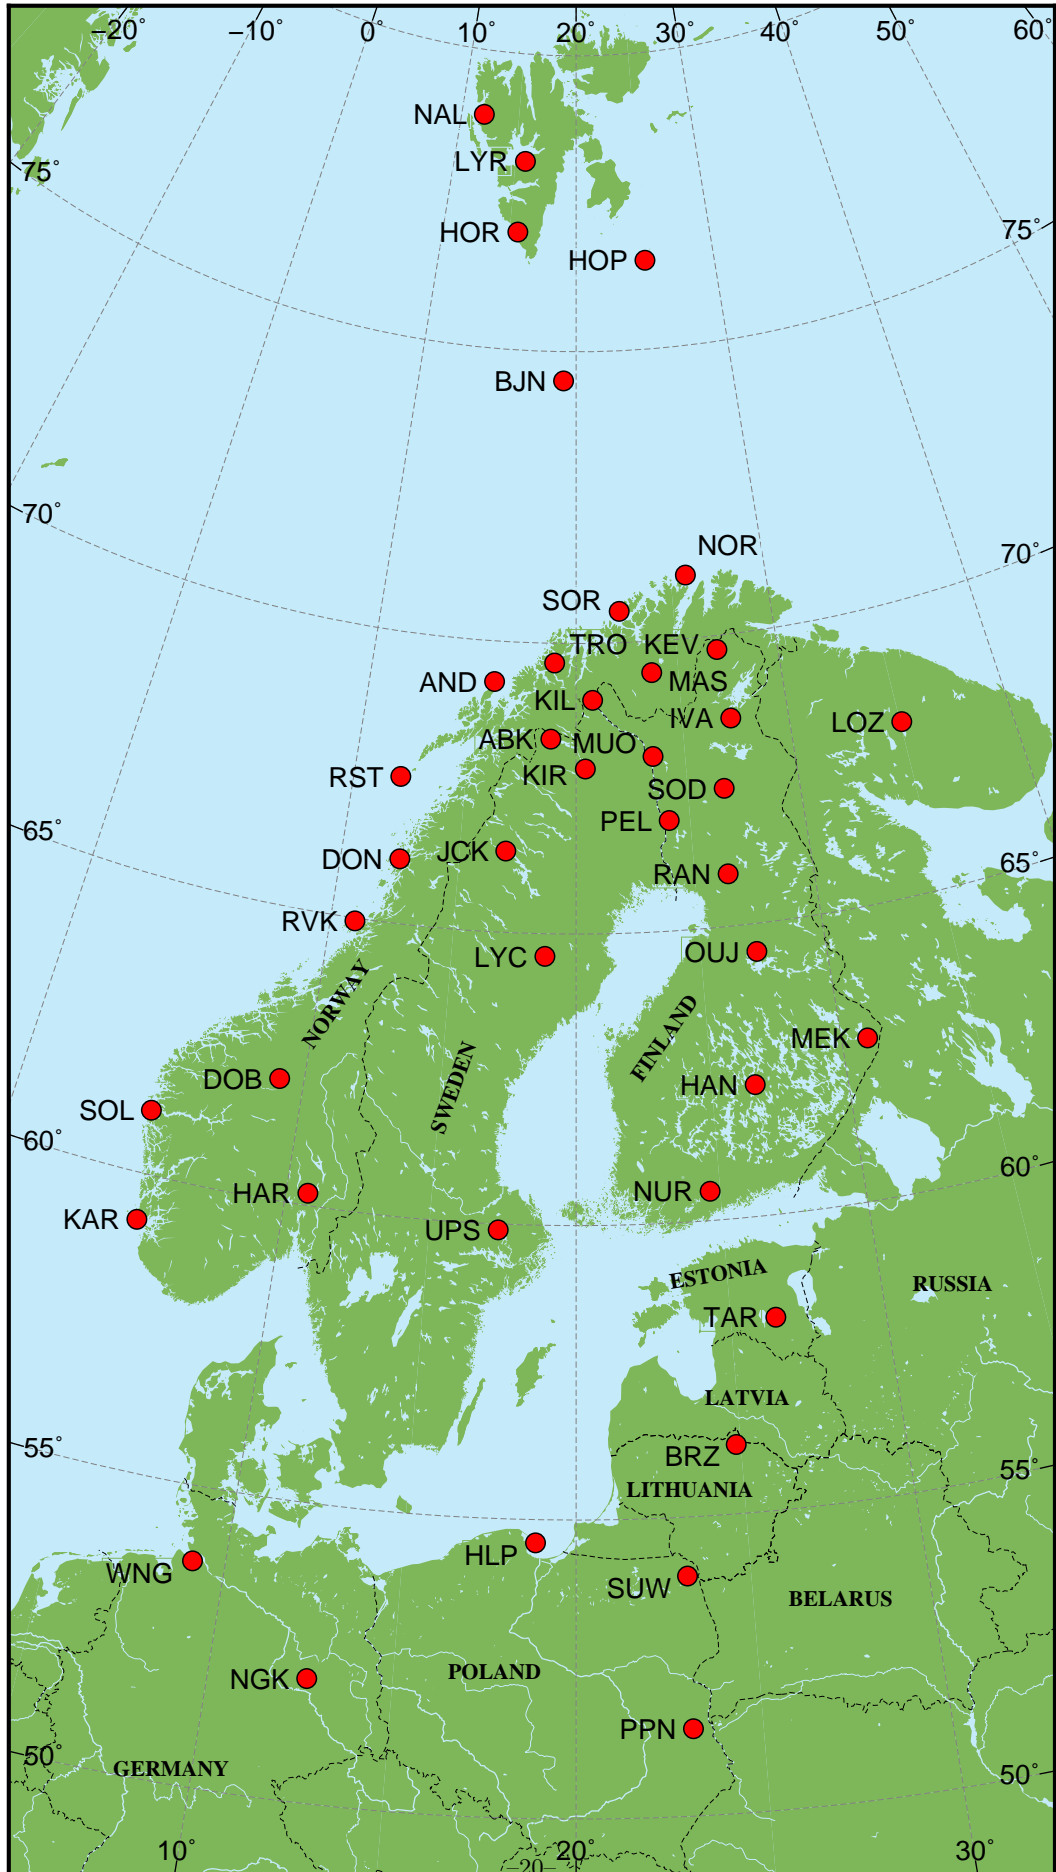 −20° −10° 0° 10° 20° 30° 40° 50° 60°
NAL
LYR
75°
HOR
75°
HOP
BJN
70°
NOR
70°
SOR
TRO KEV
AND MAS
KIL
IVA LOZ
ABK MUO
KIR
RST
SOD
PEL
65°
JCK
DON
65°
RAN
RVK
OUJ
LYC
NORWAY
FINLAND
MEK
DOB
HAN
SWEDEN
SOL
60°
60°
HAR
NUR
KAR
UPS
ESTONIA
RUSSIA
TAR
LATVIA
55°
BRZ
55°
LITHUANIA
HLP
WNG
SUW
BELARUS
POLAND
NGK
PPN
50°
GERMANY
50°
10° 20° 30°
−20−